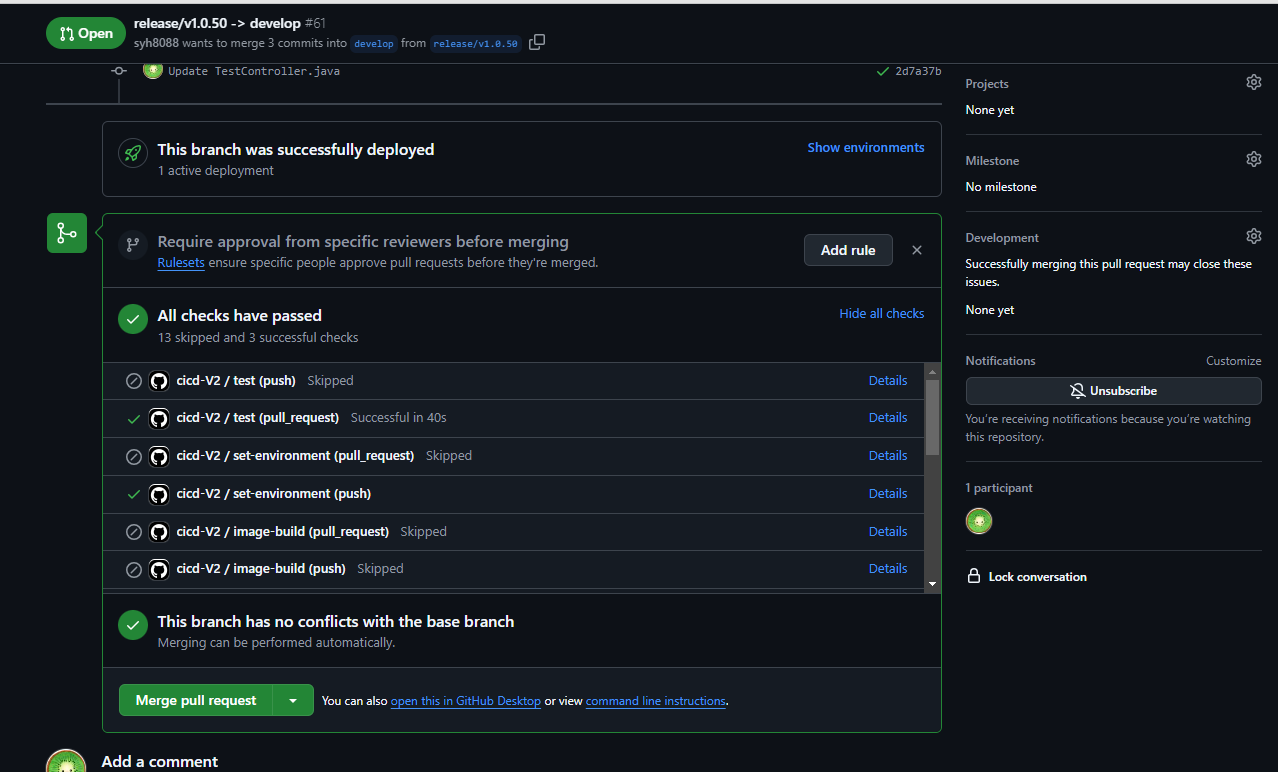 Open
release/v1.0.50 -> develop #61
syh8088 wants to merge 3 commits into develop from release/v1.0.50
Update TestController.java
2d7a37b
This branch was successfully deployed
1 active deployment
Show environments
Require approval from specific reviewers before merging
Rulesets ensure specific people approve pull requests before they're merged.
Add rule
All checks have passed
13 skipped and 3 successful checks
Hide all checks
cicd-V2 / test (push) Skipped Details
cicd-V2 / test (pull_request) Successful in 40s Details
cicd-V2 / set-environment (pull_request) Skipped Details
cicd-V2 / set-environment (push) Details
cicd-V2 / image-build (pull_request) Skipped Details
cicd-V2 / image-build (push) Skipped Details
This branch has no conflicts with the base branch
Merging can be performed automatically.
Merge pull request
You can also open this in GitHub Desktop or view command line instructions.
Add a comment
Projects
None yet
Milestone
No milestone
Development
Successfully merging this pull request may close these
issues.
None yet
Notifications
Customize
Unsubscribe
You're receiving notifications because you're watching
this repository.
1 participant
Lock conversation